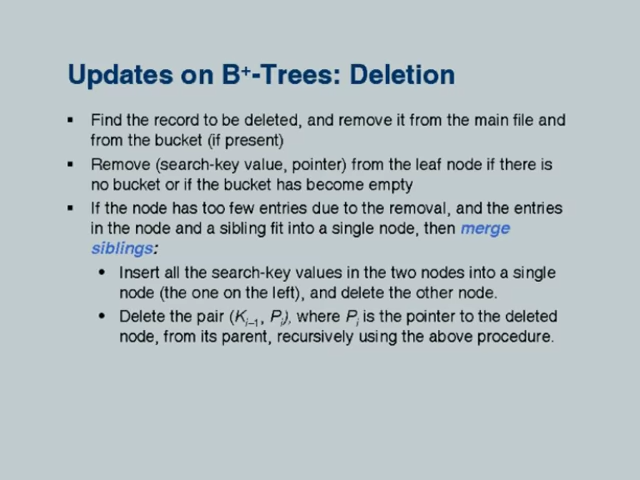 Updates on B+-Trees: Deletion
▪ Find the record to be deleted, and remove it from the main file and
from the bucket (if present)
▪ Remove (search-key value, pointer) from the leaf node if there is
no bucket or if the bucket has become empty
▪ If the node has too few entries due to the removal, and the entries
in the node and a sibling fit into a single node, then merge
siblings:
• Insert all the search-key values in the two nodes into a single
node (the one on the left), and delete the other node.
• Delete the pair (Ki–1, Pi), where Pi is the pointer to the deleted
node, from its parent, recursively using the above procedure.